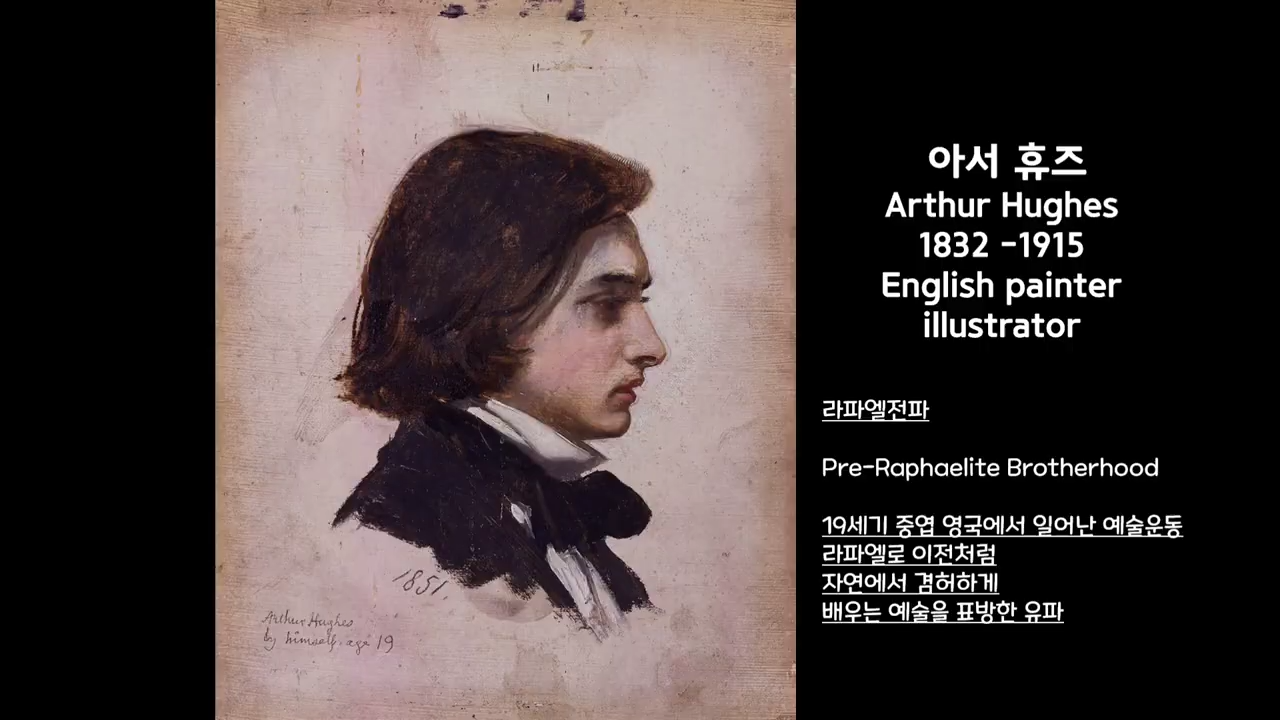 아서 휴즈
Arthur Hughes
1832 -1915
English painter
illustrator
라파엘전파
Pre-Raphaelite Brotherhood
19세기 중엽 영국에서 일어난 예술운동
라파엘로 이전처럼
자연에서 겸허하게
배우는 예술을 표방한 유파
1851.
Arthur Hughes
by himself. age 19